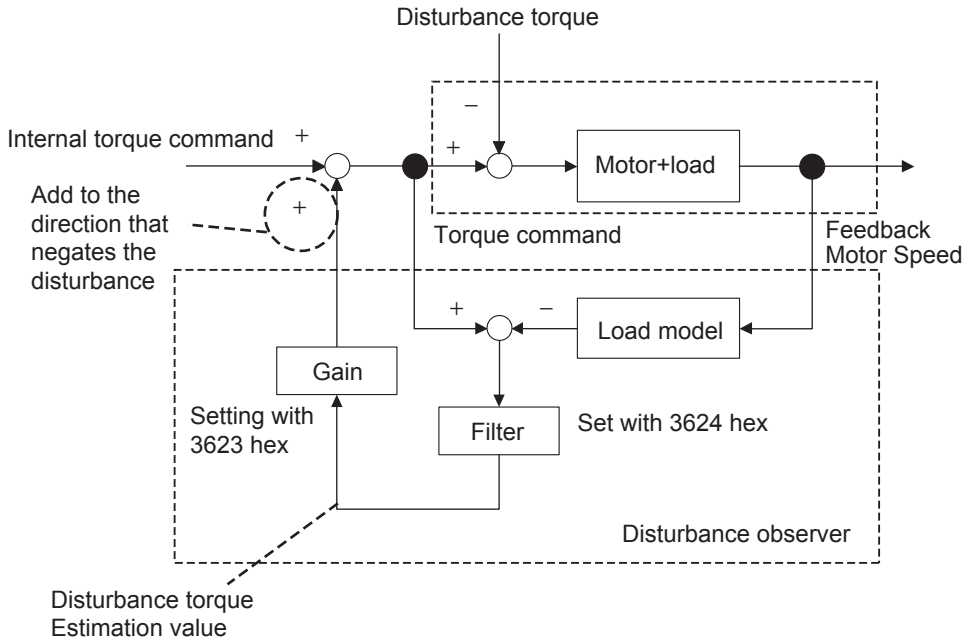 Disturbance torque
−
Internal torque command
+
+
Motor+load
Add to the
direction that
negates the
disturbance
+
Torque command
Feedback
Motor Speed
+
−
Load model
Gain
Setting with
3623 hex
Filter
Set with 3624 hex
Disturbance observer
Disturbance torque
Estimation value